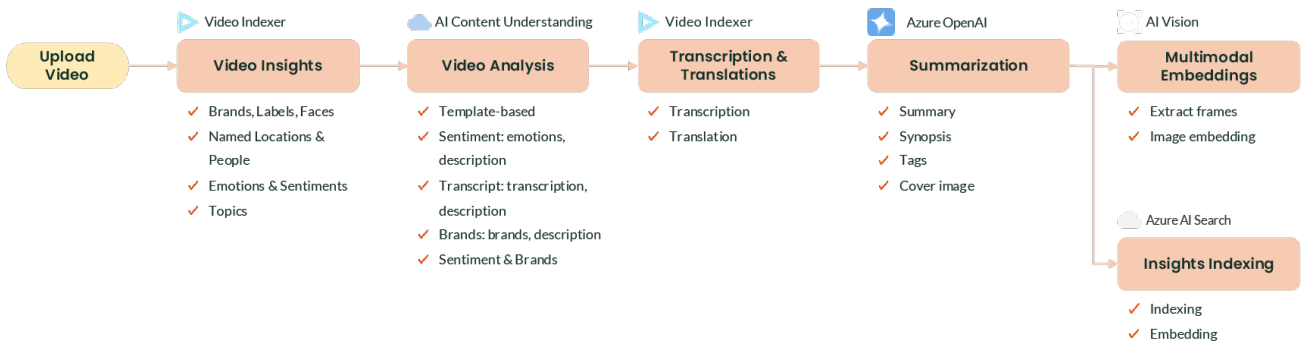 Video Indexer
AI Content Understanding
Video Indexer
Azure OpenAI
AI Vision
Upload
Video
Video Insights
Video Analysis
Transcription &
Translations
Summarization
Multimodal
Embeddings
Brands, Labels, Faces
Named Locations &
People
Emotions & Sentiments
Topics
Template-based
Sentiment: emotions,
description
Transcript: transcription,
description
Brands: brands, description
Sentiment & Brands
Transcription
Translation
Summary
Synopsis
Tags
Cover image
Extract frames
Image embedding
Azure AI Search
Insights Indexing
Indexing
Embedding